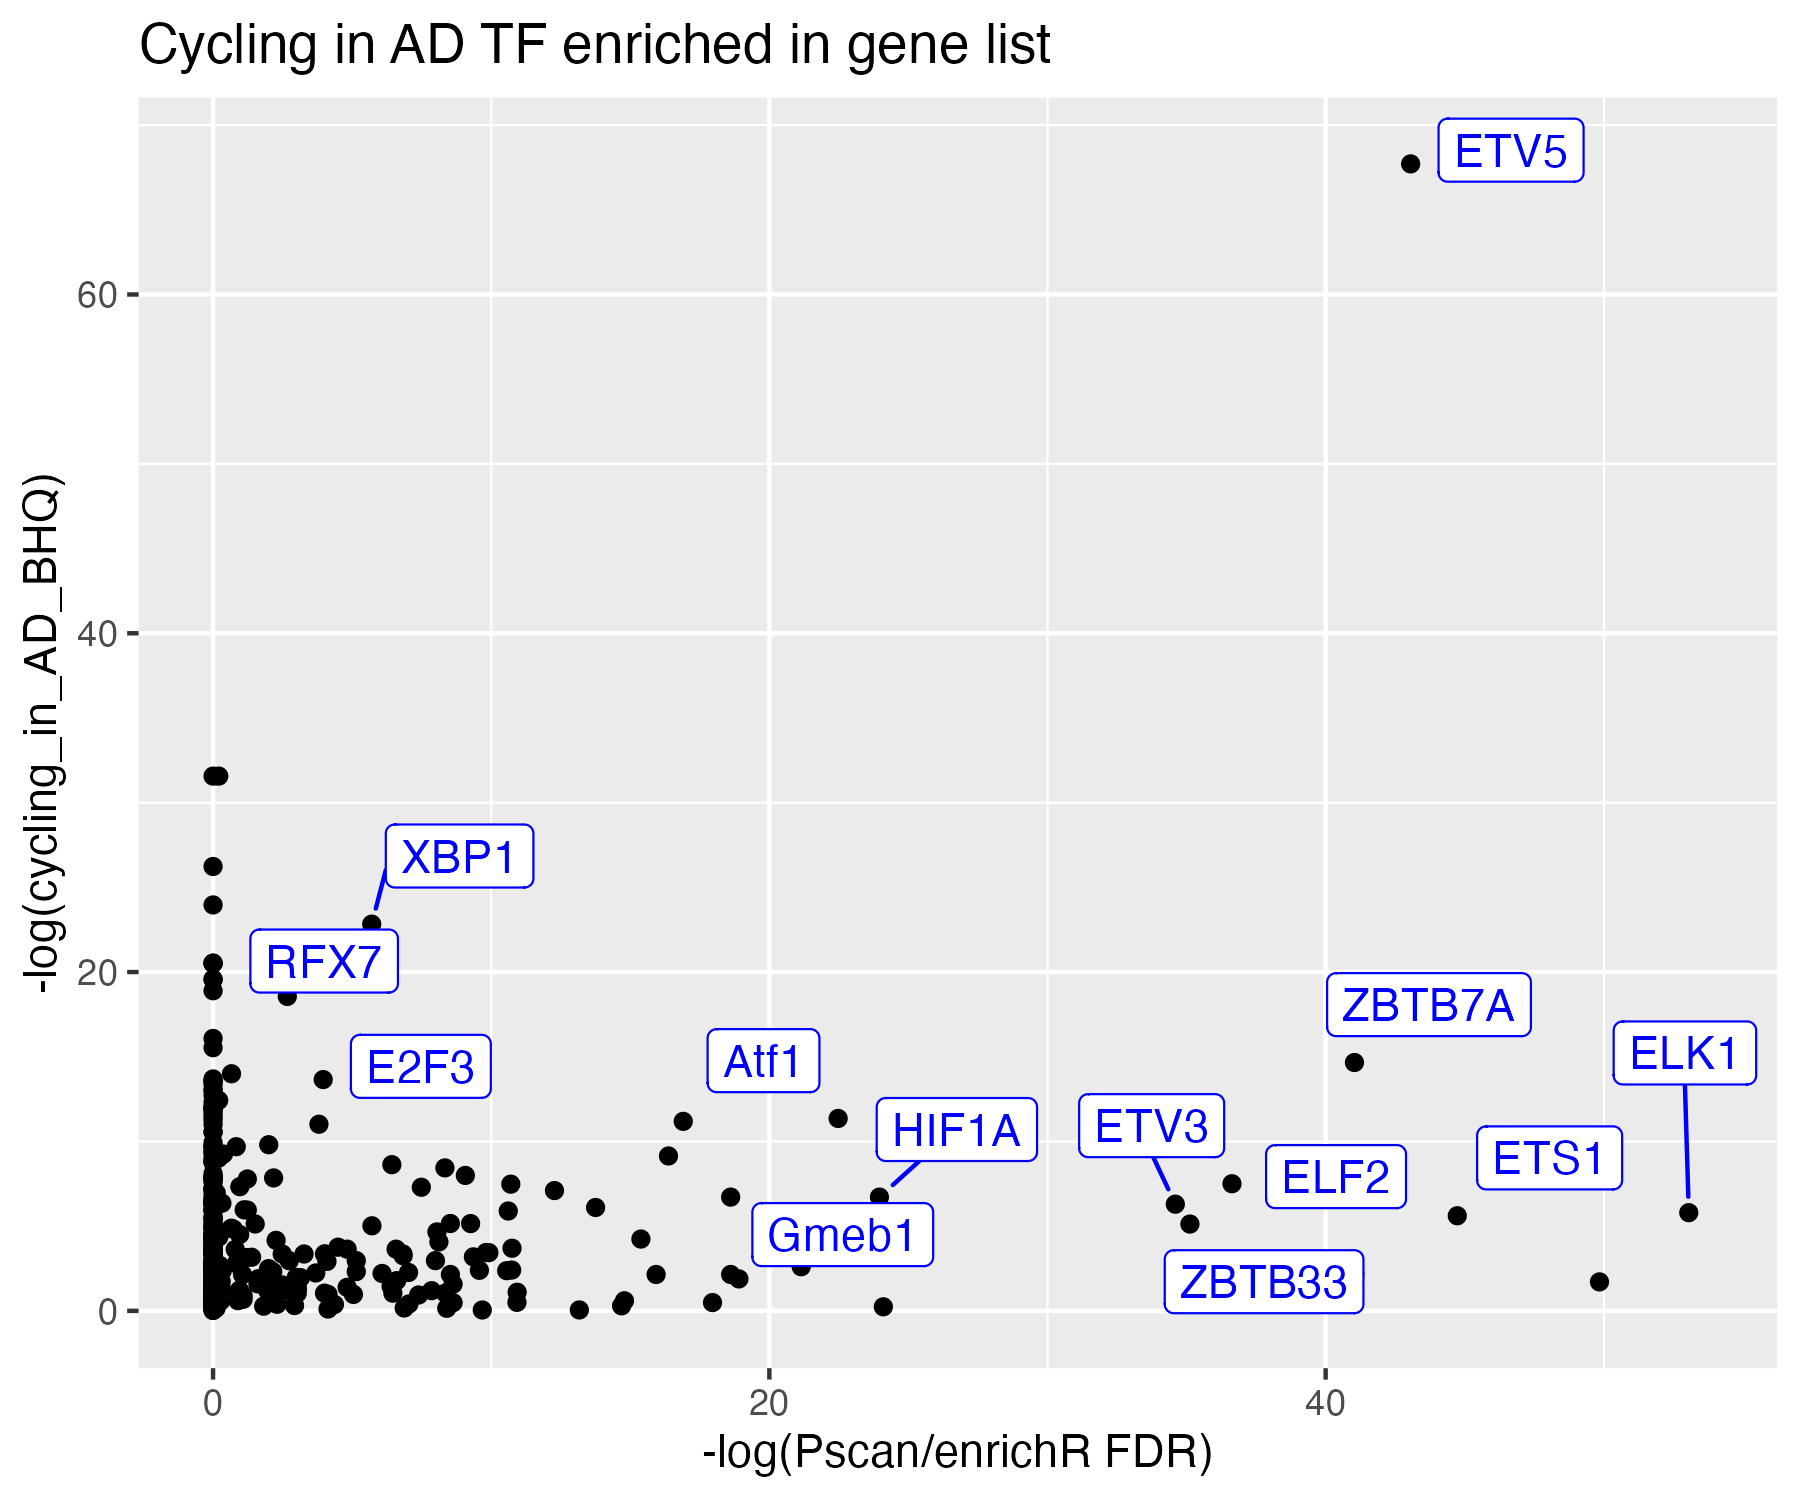 Cycling in AD TF enriched in gene list
ETV5
60
-log(cycling_in_AD_BHQ)
40
XBP1
RFX7
20
ZBTB7A
E2F3
Atf1
ELK1
HIF1A
ETV3
ETS1
ELF2
Gmeb1
ZBTB33
0
0 20 40
-log(Pscan/enrichR FDR)